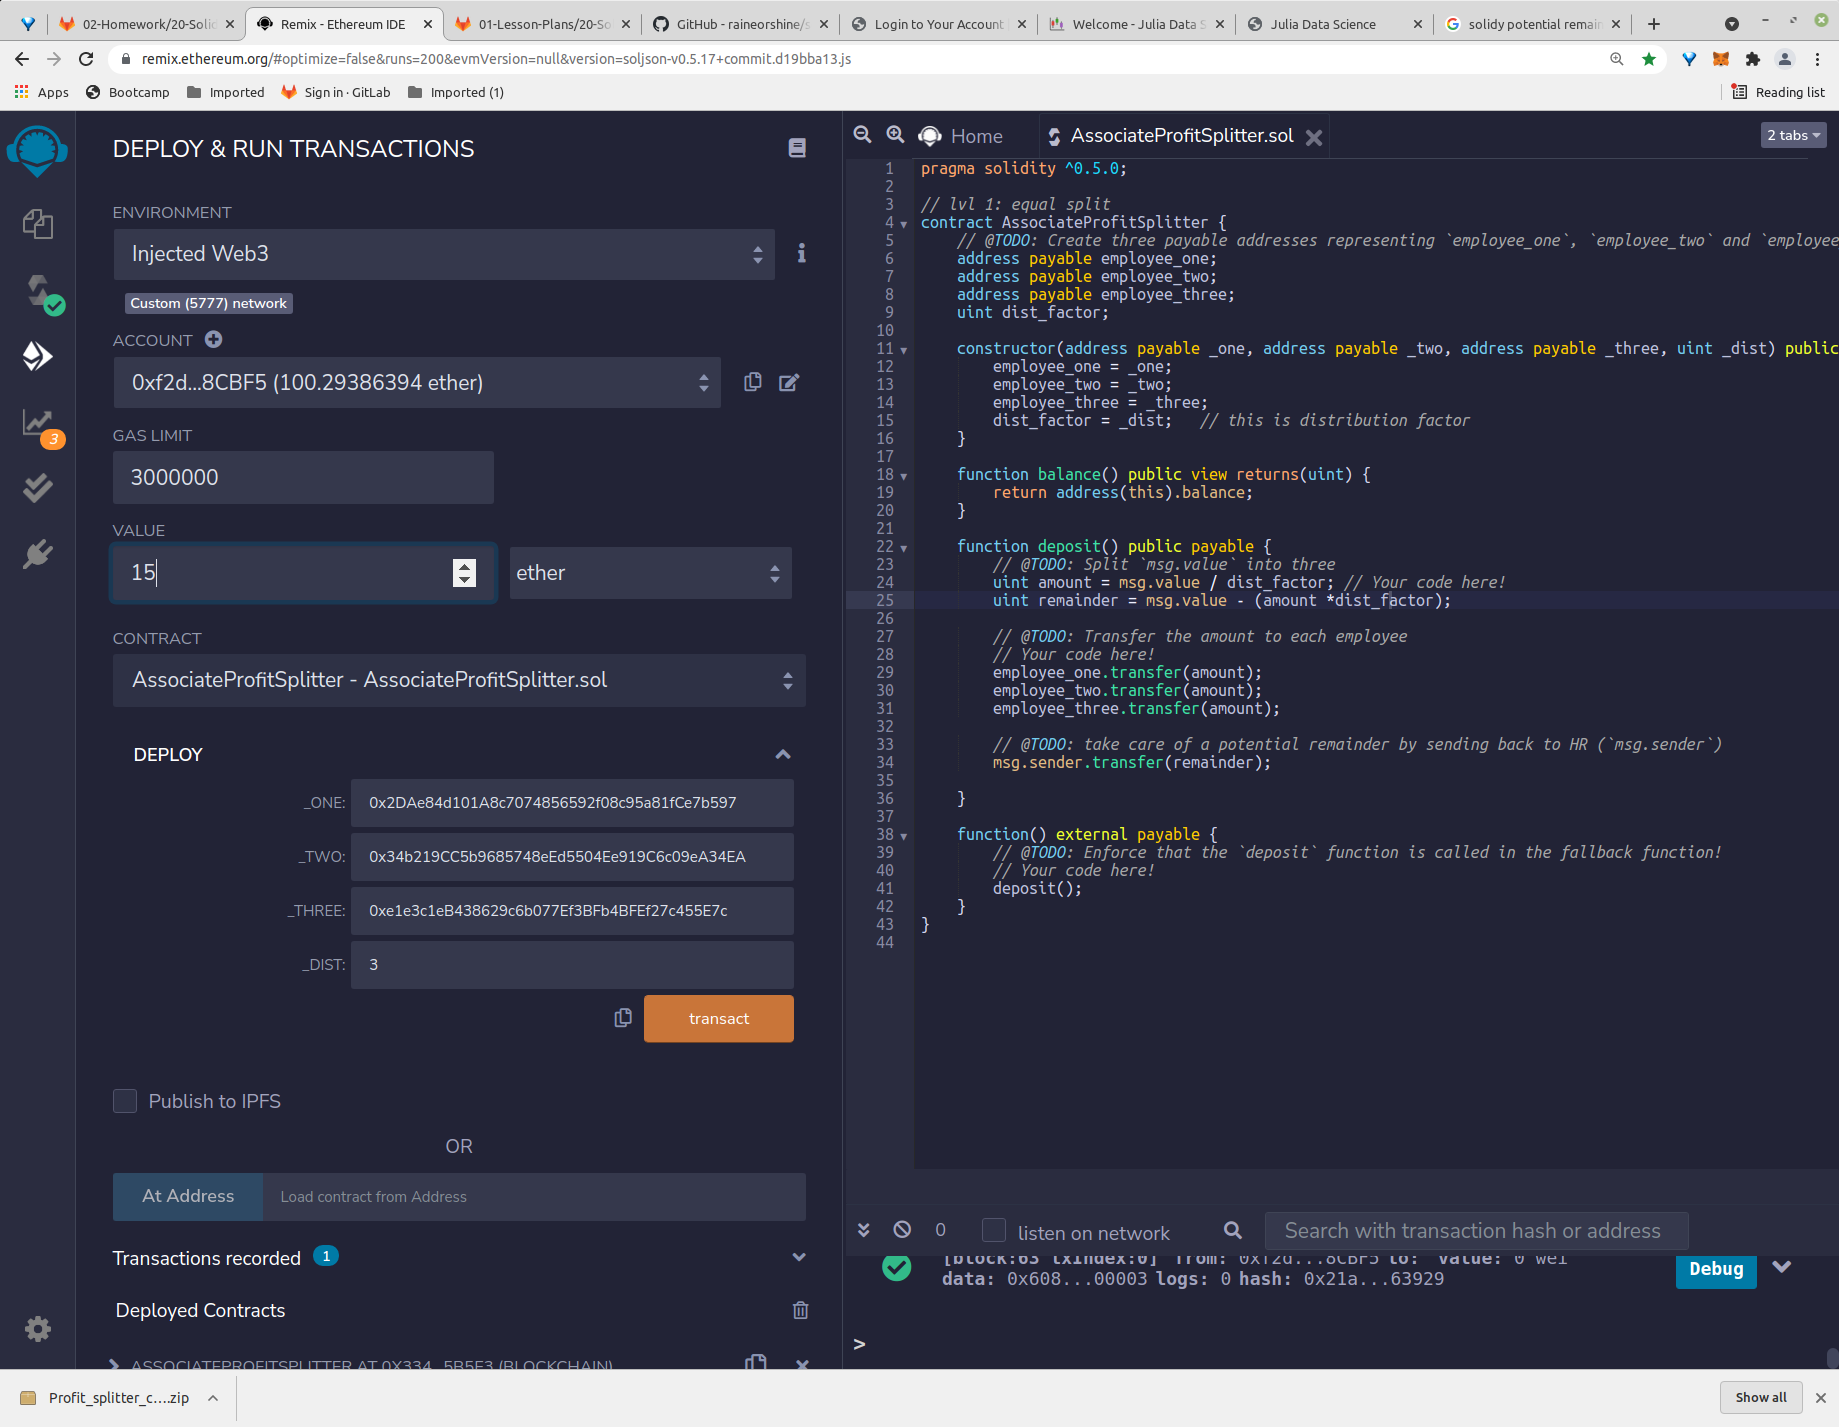 02-Homework/20-Solid
Remix - Ethereum IDE
01-Lesson-Plans/20-So
GitHub - raineorshine/s
Login to Your Account
Welcome - Julia Data S
Julia Data Science
solidy potential remain
remix.ethereum.org/#optimize=false&runs=200&evmVersion=null&version=soljson-v0.5.17+commit.d19bba13.js
Apps
Bootcamp
Imported
Sign in · GitLab
Imported (1)
Reading list
DEPLOY & RUN TRANSACTIONS
ENVIRONMENT
Injected Web3
Custom (5777) network
ACCOUNT
0xf2d...8CBF5 (100.29386394 ether)
3
GAS LIMIT
3000000
VALUE
15
ether
CONTRACT
AssociateProfitSplitter - AssociateProfitSplitter.sol
DEPLOY
_ONE: 0x2DAe84d101A8c7074856592f08c95a81fCe7b597
_TWO: 0x34b219CC5b9685748eEd5504Ee919C6c09eA34EA
_THREE: 0xe1e3c1eB438629c6b077Ef3BFb4BFEf27c455E7c
_DIST: 3
transact
Publish to IPFS
OR
At Address
Load contract from Address
Transactions recorded 1
Deployed Contracts
ASSOCIATEPROFITSPLITTER AT 0X334...5B5F3 (BLOCKCHAIN)
Home
AssociateProfitSplitter.sol
2 tabs
1 pragma solidity ^0.5.0;
2
3 // lvl 1: equal split
4 contract AssociateProfitSplitter {
5 // @TODO: Create three payable addresses representing `employee_one`, `employee_two` and `employee
6 address payable employee_one;
7 address payable employee_two;
8 address payable employee_three;
9 uint dist_factor;
10
11 constructor(address payable _one, address payable _two, address payable _three, uint _dist) public
12 employee_one = _one;
13 employee_two = _two;
14 employee_three = _three;
15 dist_factor = _dist; // this is distribution factor
16 }
17
18 function balance() public view returns(uint) {
19 return address(this).balance;
20 }
21
22 function deposit() public payable {
23 // @TODO: Split `msg.value` into three
24 uint amount = msg.value / dist_factor; // Your code here!
25 uint remainder = msg.value - (amount *dist_factor);
26
27 // @TODO: Transfer the amount to each employee
28 // Your code here!
29 employee_one.transfer(amount);
30 employee_two.transfer(amount);
31 employee_three.transfer(amount);
32
33 // @TODO: take care of a potential remainder by sending back to HR (`msg.sender`)
34 msg.sender.transfer(remainder);
35
36 }
37
38 function() external payable {
39 // @TODO: Enforce that the `deposit` function is called in the fallback function!
40 // Your code here!
41 deposit();
42 }
43 }
44
0
listen on network
Search with transaction hash or address
[block:63 txIndex:0] from: 0xf2d...8CBF5 to: value: 0 wei
data: 0x608...00003 logs: 0 hash: 0x21a...63929
Debug
>
Profit_splitter_c....zip
Show all